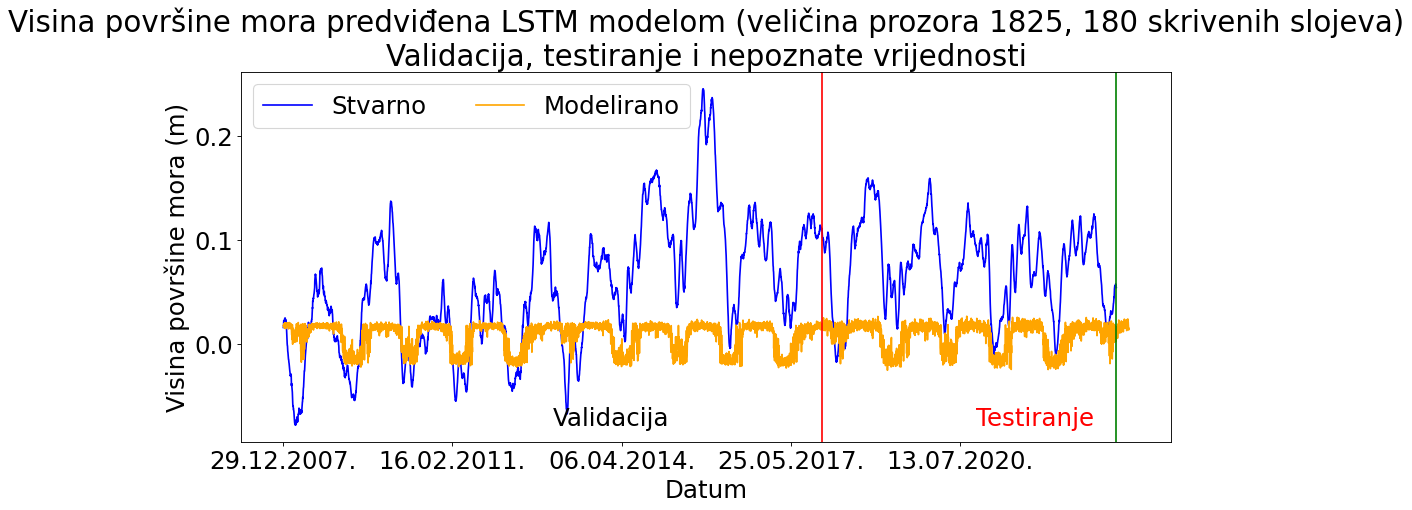 Visina površine mora predviđena LSTM modelom (veličina prozora 1825, 180 skrivenih slojeva)
Validacija, testiranje i nepoznate vrijednosti
Stvarno
Modelirano
Visina površine mora (m)
0.2
0.1
0.0
Validacija
Testiranje
29.12.2007.
16.02.2011.
06.04.2014.
25.05.2017.
13.07.2020.
Datum